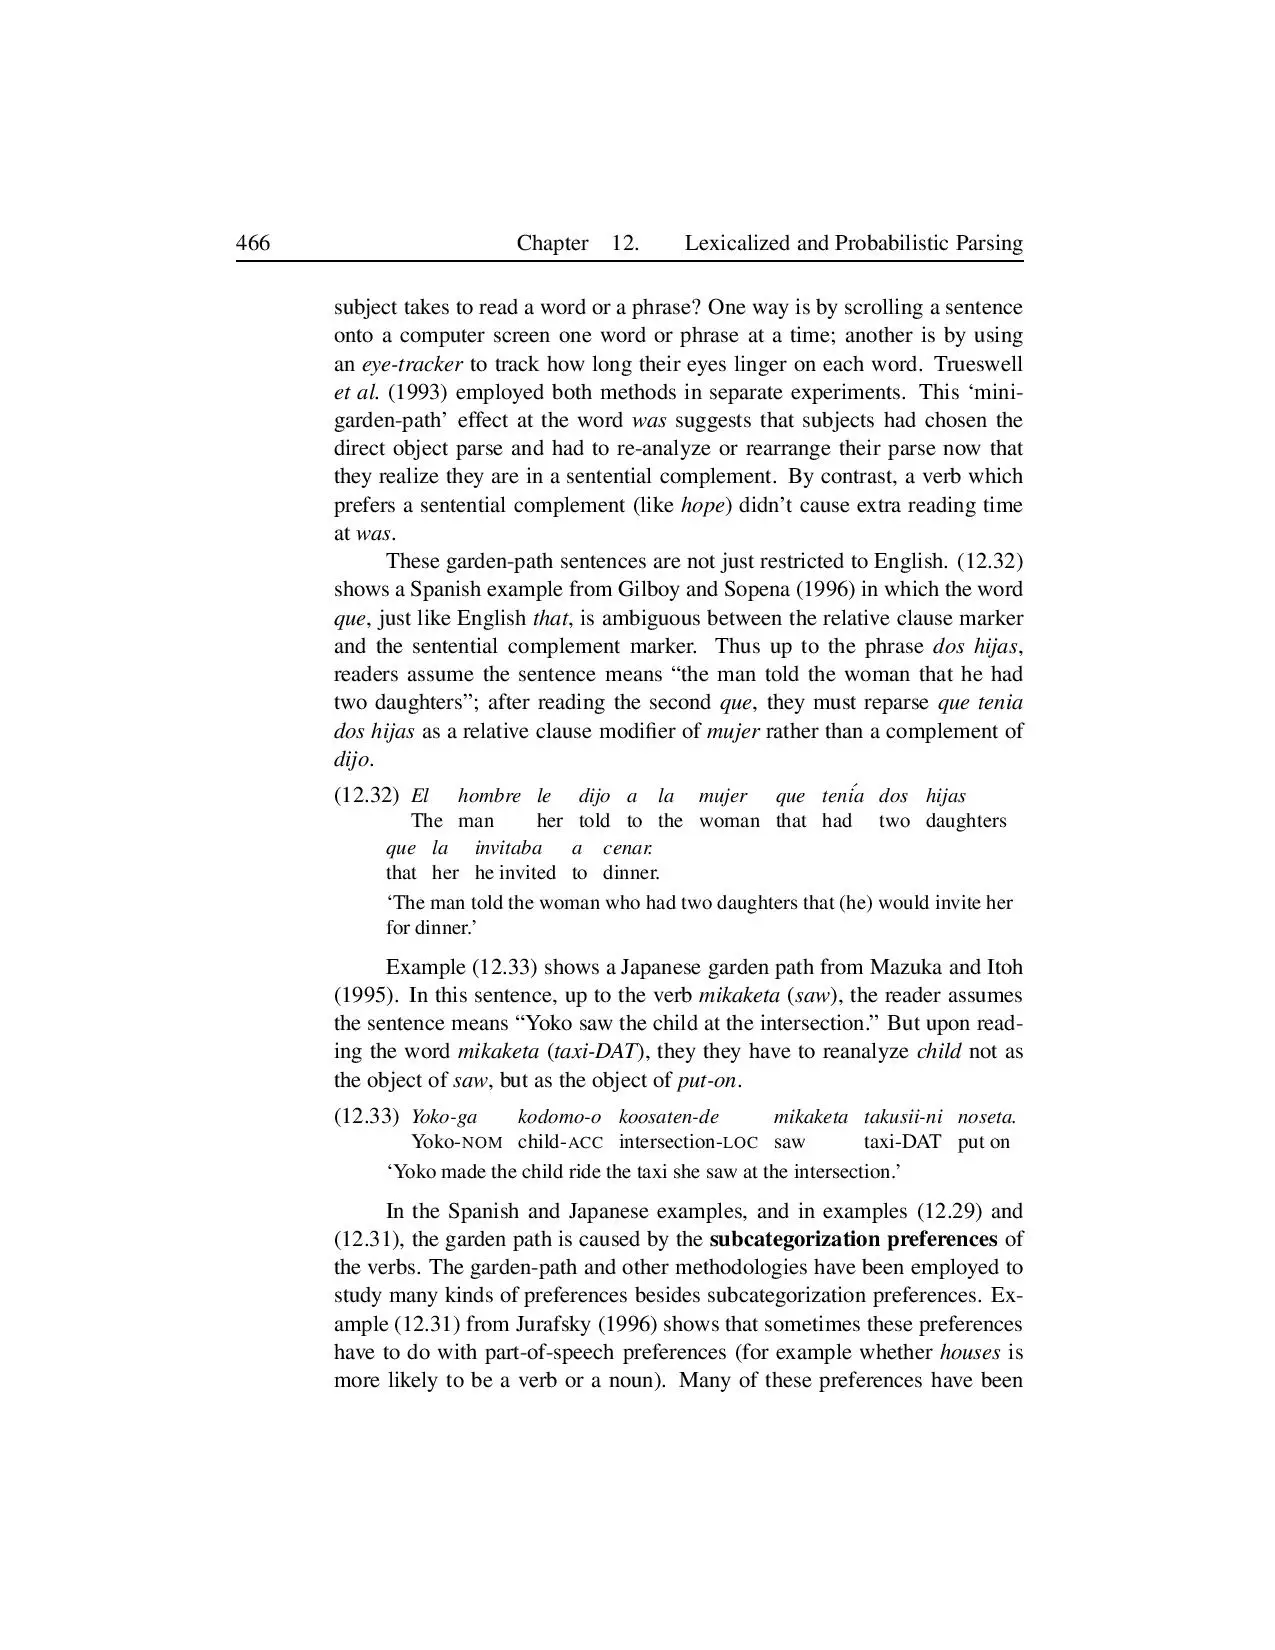 466 Chapter 12. Lexicalized and Probabilistic Parsing
subject takes to read a word or a phrase? One way is by scrolling a sentence
onto a computer screen one word or phrase at a time; another is by using
an eye-tracker to track how long their eyes linger on each word. Trueswell
et al. (1993) employed both methods in separate experiments. This ‘mini-
garden-path’ effect at the word was suggests that subjects had chosen the
direct object parse and had to re-analyze or rearrange their parse now that
they realize they are in a sentential complement. By contrast, a verb which
prefers a sentential complement (like hope) didn’t cause extra reading time
at was.
These garden-path sentences are not just restricted to English. (12.32)
shows a Spanish example from Gilboy and Sopena (1996) in which the word
que, just like English that, is ambiguous between the relative clause marker
and the sentential complement marker. Thus up to the phrase dos hijas,
readers assume the sentence means “the man told the woman that he had
two daughters”; after reading the second que, they must reparse que tenia
dos hijas as a relative clause modifier of mujer rather than a complement of
dijo.
(12.32) El hombre le dijo a la mujer que tenía dos hijas
The man her told to the woman that had two daughters
que la invitaba a cenar.
that her he invited to dinner.
‘The man told the woman who had two daughters that (he) would invite her
for dinner.’
Example (12.33) shows a Japanese garden path from Mazuka and Itoh
(1995). In this sentence, up to the verb mikaketa (saw), the reader assumes
the sentence means “Yoko saw the child at the intersection.” But upon read-
ing the word mikaketa (taxi-DAT), they they have to reanalyze child not as
the object of saw, but as the object of put-on.
(12.33) Yoko-ga kodomo-o koosaten-de mikaketa takusii-ni noseta.
Yoko-NOM child-ACC intersection-LOC saw taxi-DAT put on
‘Yoko made the child ride the taxi she saw at the intersection.’
In the Spanish and Japanese examples, and in examples (12.29) and
(12.31), the garden path is caused by the subcategorization preferences of
the verbs. The garden-path and other methodologies have been employed to
study many kinds of preferences besides subcategorization preferences. Ex-
ample (12.31) from Jurafsky (1996) shows that sometimes these preferences
have to do with part-of-speech preferences (for example whether houses is
more likely to be a verb or a noun). Many of these preferences have been